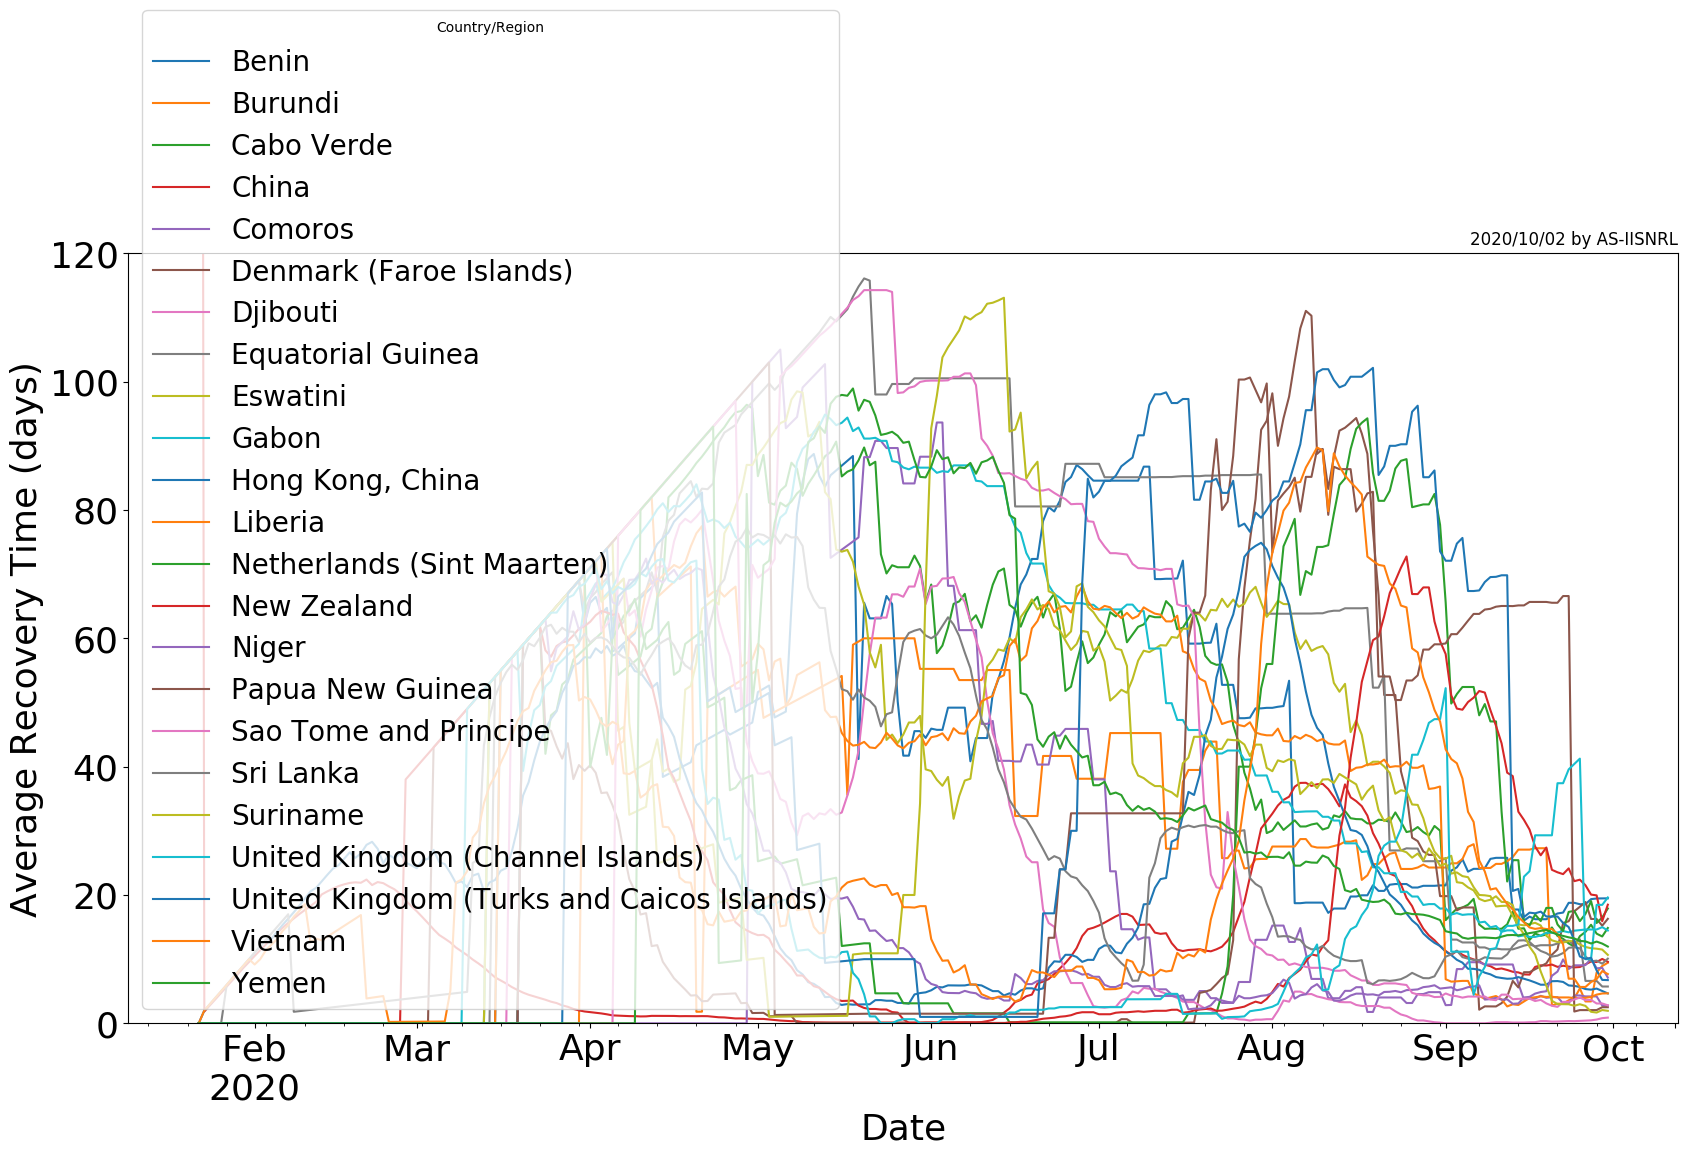 Country/Region
Benin
Burundi
Cabo Verde
China
Comoros
Denmark (Faroe Islands)
Djibouti
Equatorial Guinea
Eswatini
Gabon
Hong Kong, China
Liberia
Netherlands (Sint Maarten)
New Zealand
Niger
Papua New Guinea
Sao Tome and Principe
Sri Lanka
Suriname
United Kingdom (Channel Islands)
United Kingdom (Turks and Caicos Islands)
Vietnam
Yemen
2020/10/02 by AS-IISNRL
Average Recovery Time (days)
120
100
80
60
40
20
0
Feb Mar Apr May Jun Jul Aug Sep Oct
2020
Date